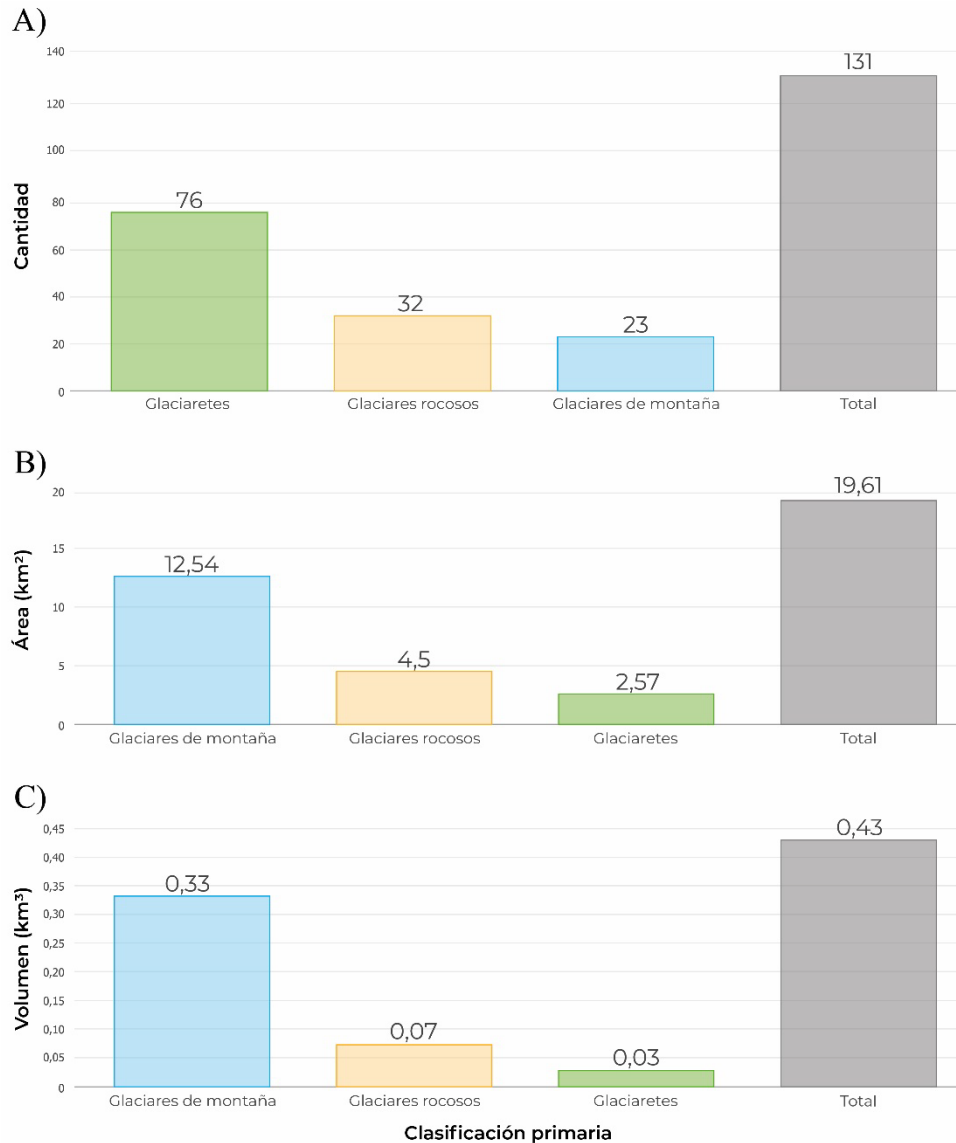 A)
140
131
120
100
Cantidad
80
76
60
40
32
23
20
0
Glaciaretes
Glaciares rocosos
Glaciares de montaña
Total
B)
20
19,61
15
12,54
Área (km²)
10
5
4,5
2,57
0
Glaciares de montaña
Glaciares rocosos
Glaciaretes
Total
C)
0,45
0,43
0,40
0,35
0,33
0,30
Volumen (km³)
0,25
0,20
0,15
0,10
0,07
0,05
0,03
0
Glaciares de montaña
Glaciares rocosos
Glaciaretes
Total
Clasificación primaria